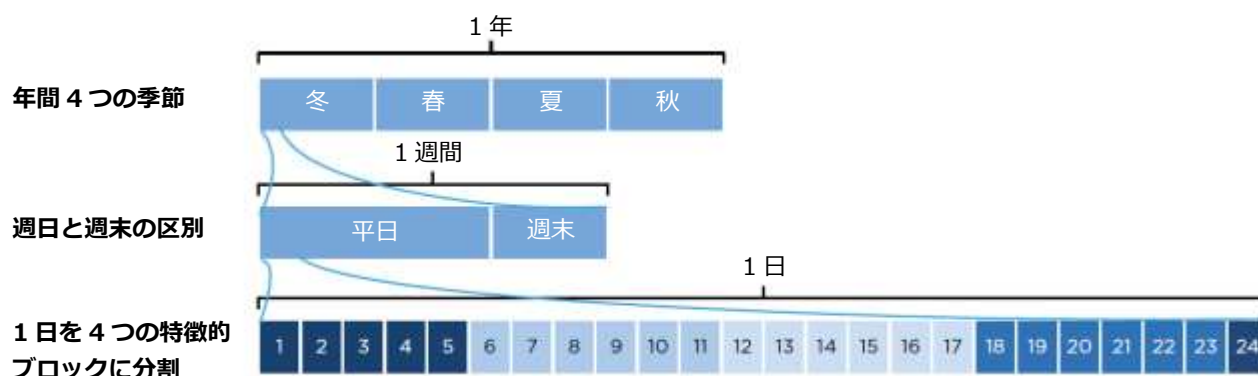 1 年
年間 4 つの季節
冬 春 夏 秋
1 週間
週日と週末の区別
平日 週末
1 日
1 日を 4 つの特徴的
ブロックに分割
1 2 3 4 5 6 7 8 9 10 11 12 13 14 15 16 17 18 19 20 21 22 23 24